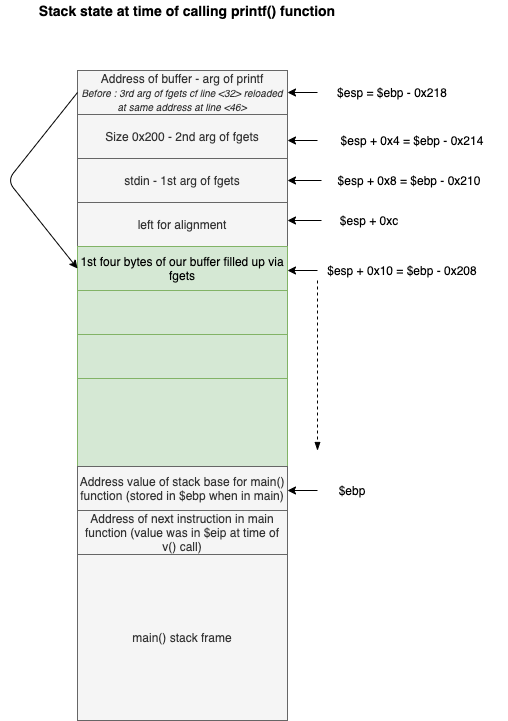 Stack state at time of calling printf() function
Address of buffer - arg of printf
Before : 3rd arg of fgets cf line <32> reloaded
at same address at line <46>
$esp = $ebp - 0x218
Size 0x200 - 2nd arg of fgets
$esp + 0x4 = $ebp - 0x214
stdin - 1st arg of fgets
$esp + 0x8 = $ebp - 0x210
left for alignment
$esp + 0xc
1st four bytes of our buffer filled up via
fgets
$esp + 0x10 = $ebp - 0x208
Address value of stack base for main()
function (stored in $ebp when in main)
$ebp
Address of next instruction in main
function (value was in $eip at time of
v() call)
main() stack frame